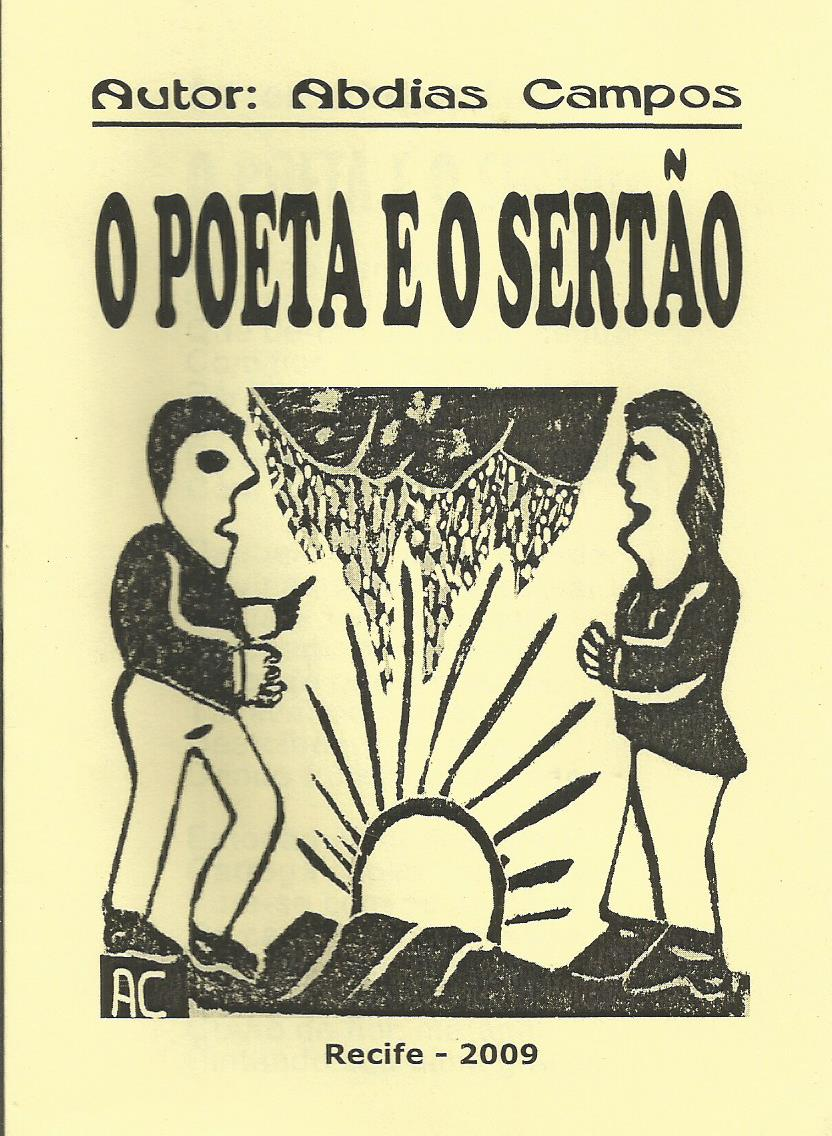 Autor: Abdias Campos
O POETA E O SERTÃO
AC
Recife - 2009